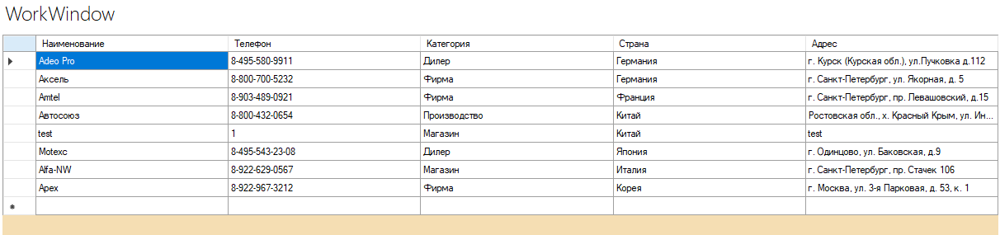 WorkWindow
Наименование Телефон Категория Страна Адрес
Adeo Pro 8-495-580-9911 Дилер Германия г. Курск (Курская обл.), ул.Пучковка д.112
Аксель 8-800-700-5232 Фирма Германия г. Санкт-Петербург, ул. Якорная, д. 5
Amtel 8-903-489-0921 Фирма Франция г. Санкт-Петербург, пр. Левашовский, д.15
Автосоюз 8-800-432-0654 Производство Китай Ростовская обл., х. Красный Крым, ул. Ин...
test 1 Магазин Китай test
Мотехс 8-495-543-23-08 Дилер Япония г. Одинцово, ул. Баковская, д.9
Alfa-NW 8-922-629-0567 Магазин Италия г. Санкт-Петербург, пр. Стачек 106
Apex 8-922-967-3212 Фирма Корея г. Москва, ул. 3-я Парковая, д. 53, к. 1